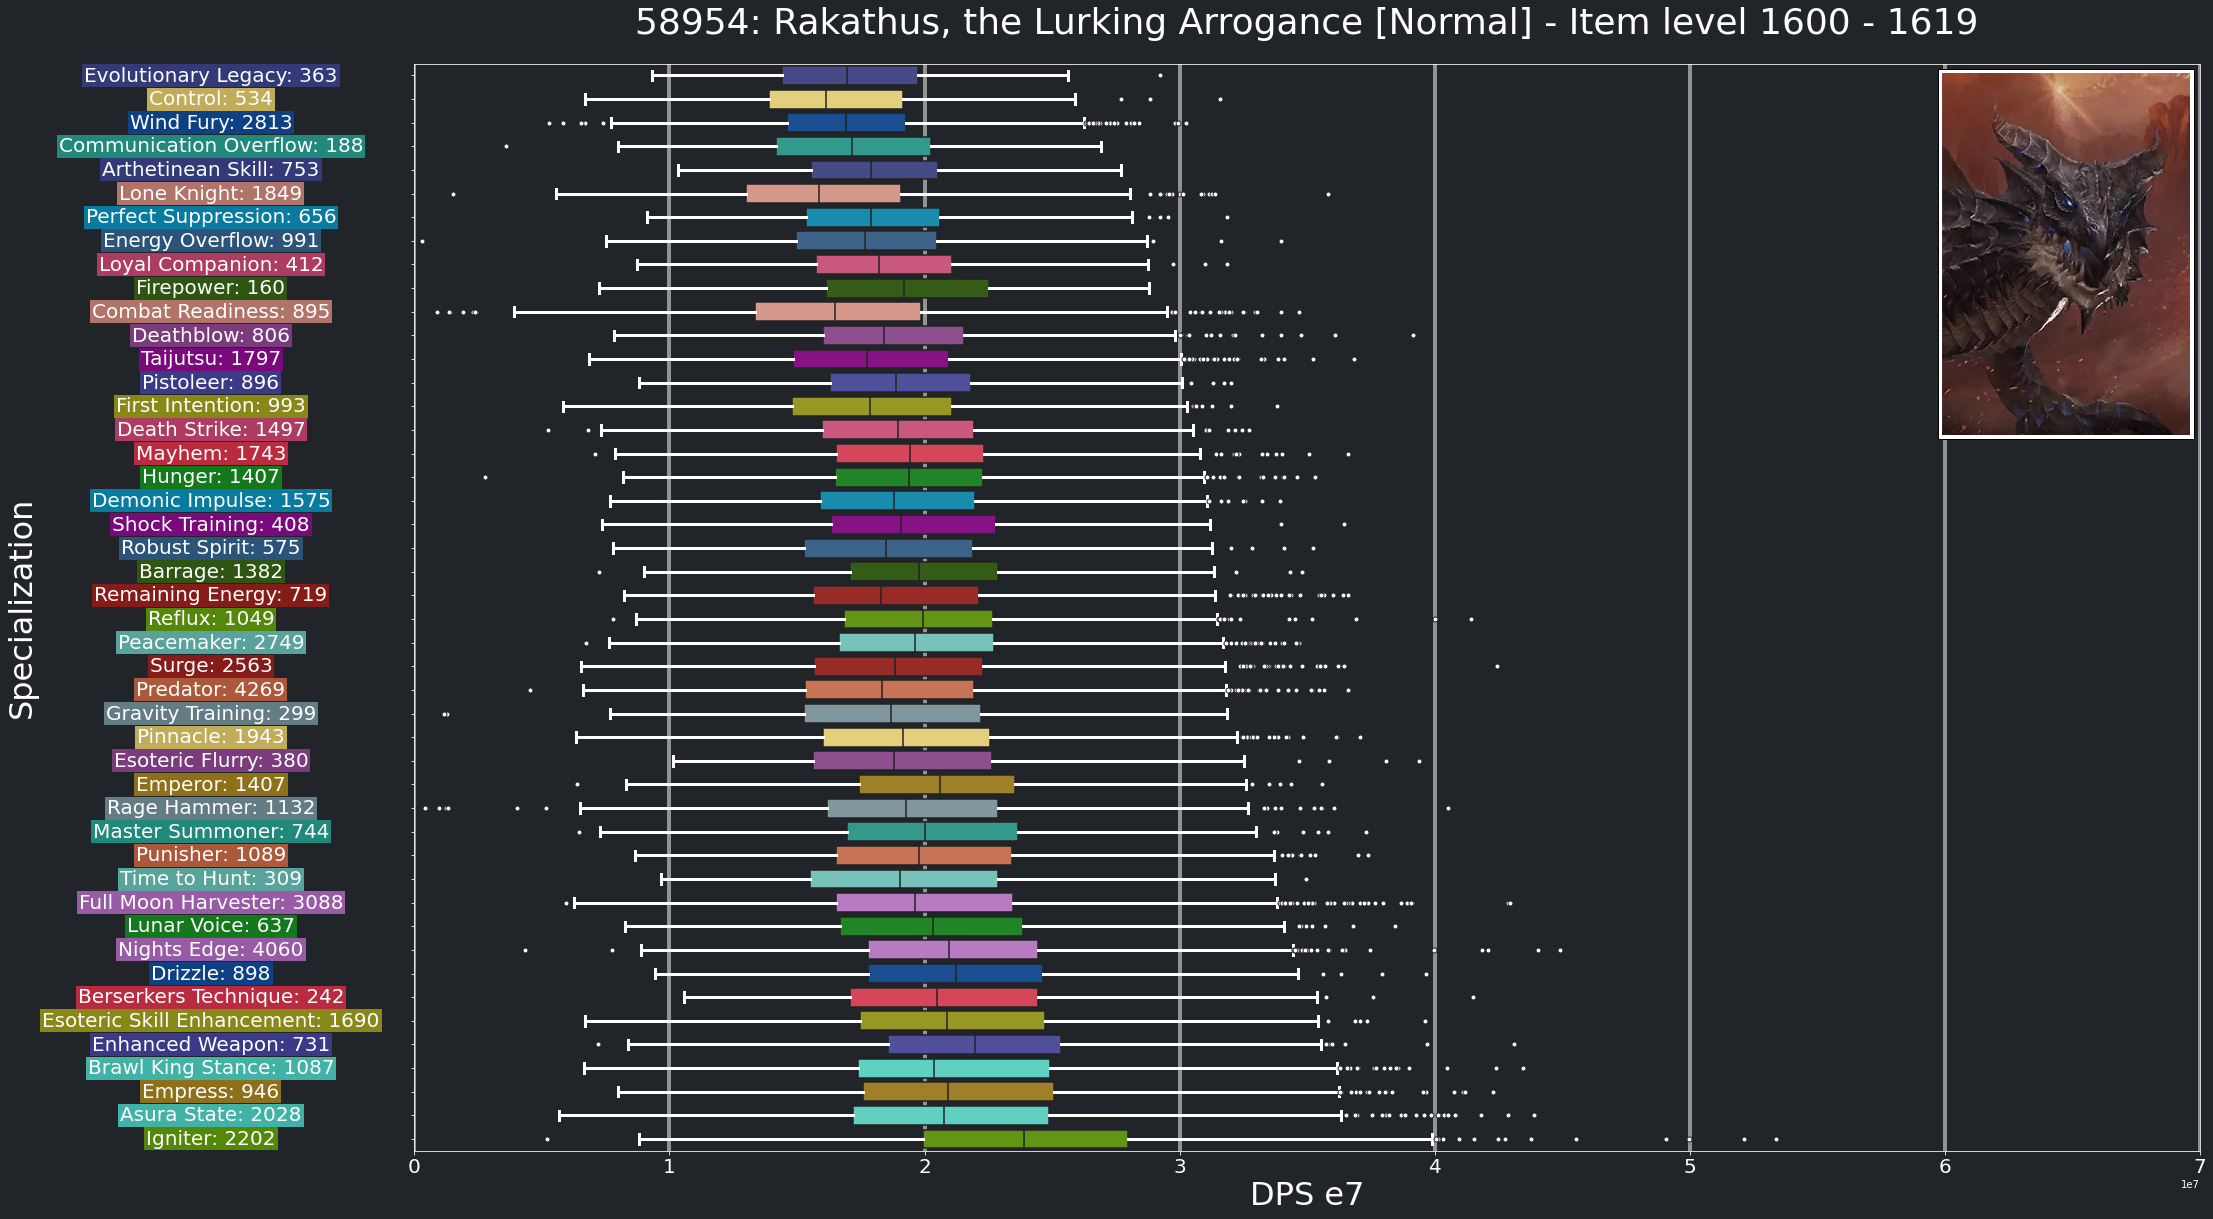 58954: Rakathus, the Lurking Arrogance [Normal] - Item level 1600 - 1619
Specialization
Evolutionary Legacy: 363
Control: 534
Wind Fury: 2813
Communication Overflow: 188
Arthetinean Skill: 753
Lone Knight: 1849
Perfect Suppression: 656
Energy Overflow: 991
Loyal Companion: 412
Firepower: 160
Combat Readiness: 895
Deathblow: 806
Taijutsu: 1797
Pistoleer: 896
First Intention: 993
Death Strike: 1497
Mayhem: 1743
Hunger: 1407
Demonic Impulse: 1575
Shock Training: 408
Robust Spirit: 575
Barrage: 1382
Remaining Energy: 719
Reflux: 1049
Peacemaker: 2749
Surge: 2563
Predator: 4269
Gravity Training: 299
Pinnacle: 1943
Esoteric Flurry: 380
Emperor: 1407
Rage Hammer: 1132
Master Summoner: 744
Punisher: 1089
Time to Hunt: 309
Full Moon Harvester: 3088
Lunar Voice: 637
Nights Edge: 4060
Drizzle: 898
Berserkers Technique: 242
Esoteric Skill Enhancement: 1690
Enhanced Weapon: 731
Brawl King Stance: 1087
Empress: 946
Asura State: 2028
Igniter: 2202
0 1 2 3 4 5 6 7
1e7
DPS e7